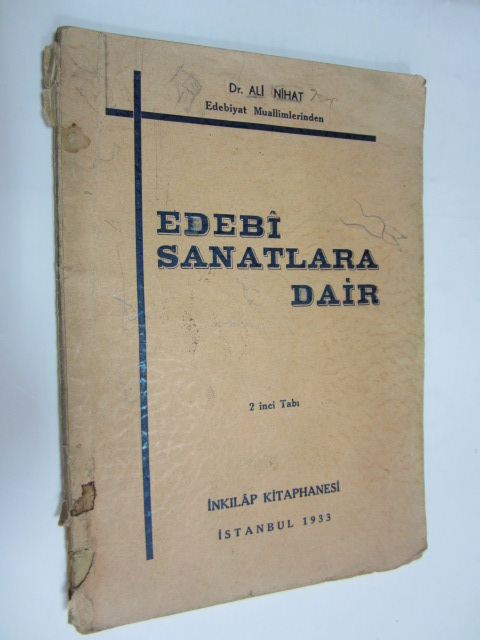 Dr. ALİ NİHAT
Edebiyat Muallimlerinden
EDEBÎ
SANATLARA
DAİR
2 inci Tabı
İNKILÂP KİTAPHANESİ
İSTANBUL 1933